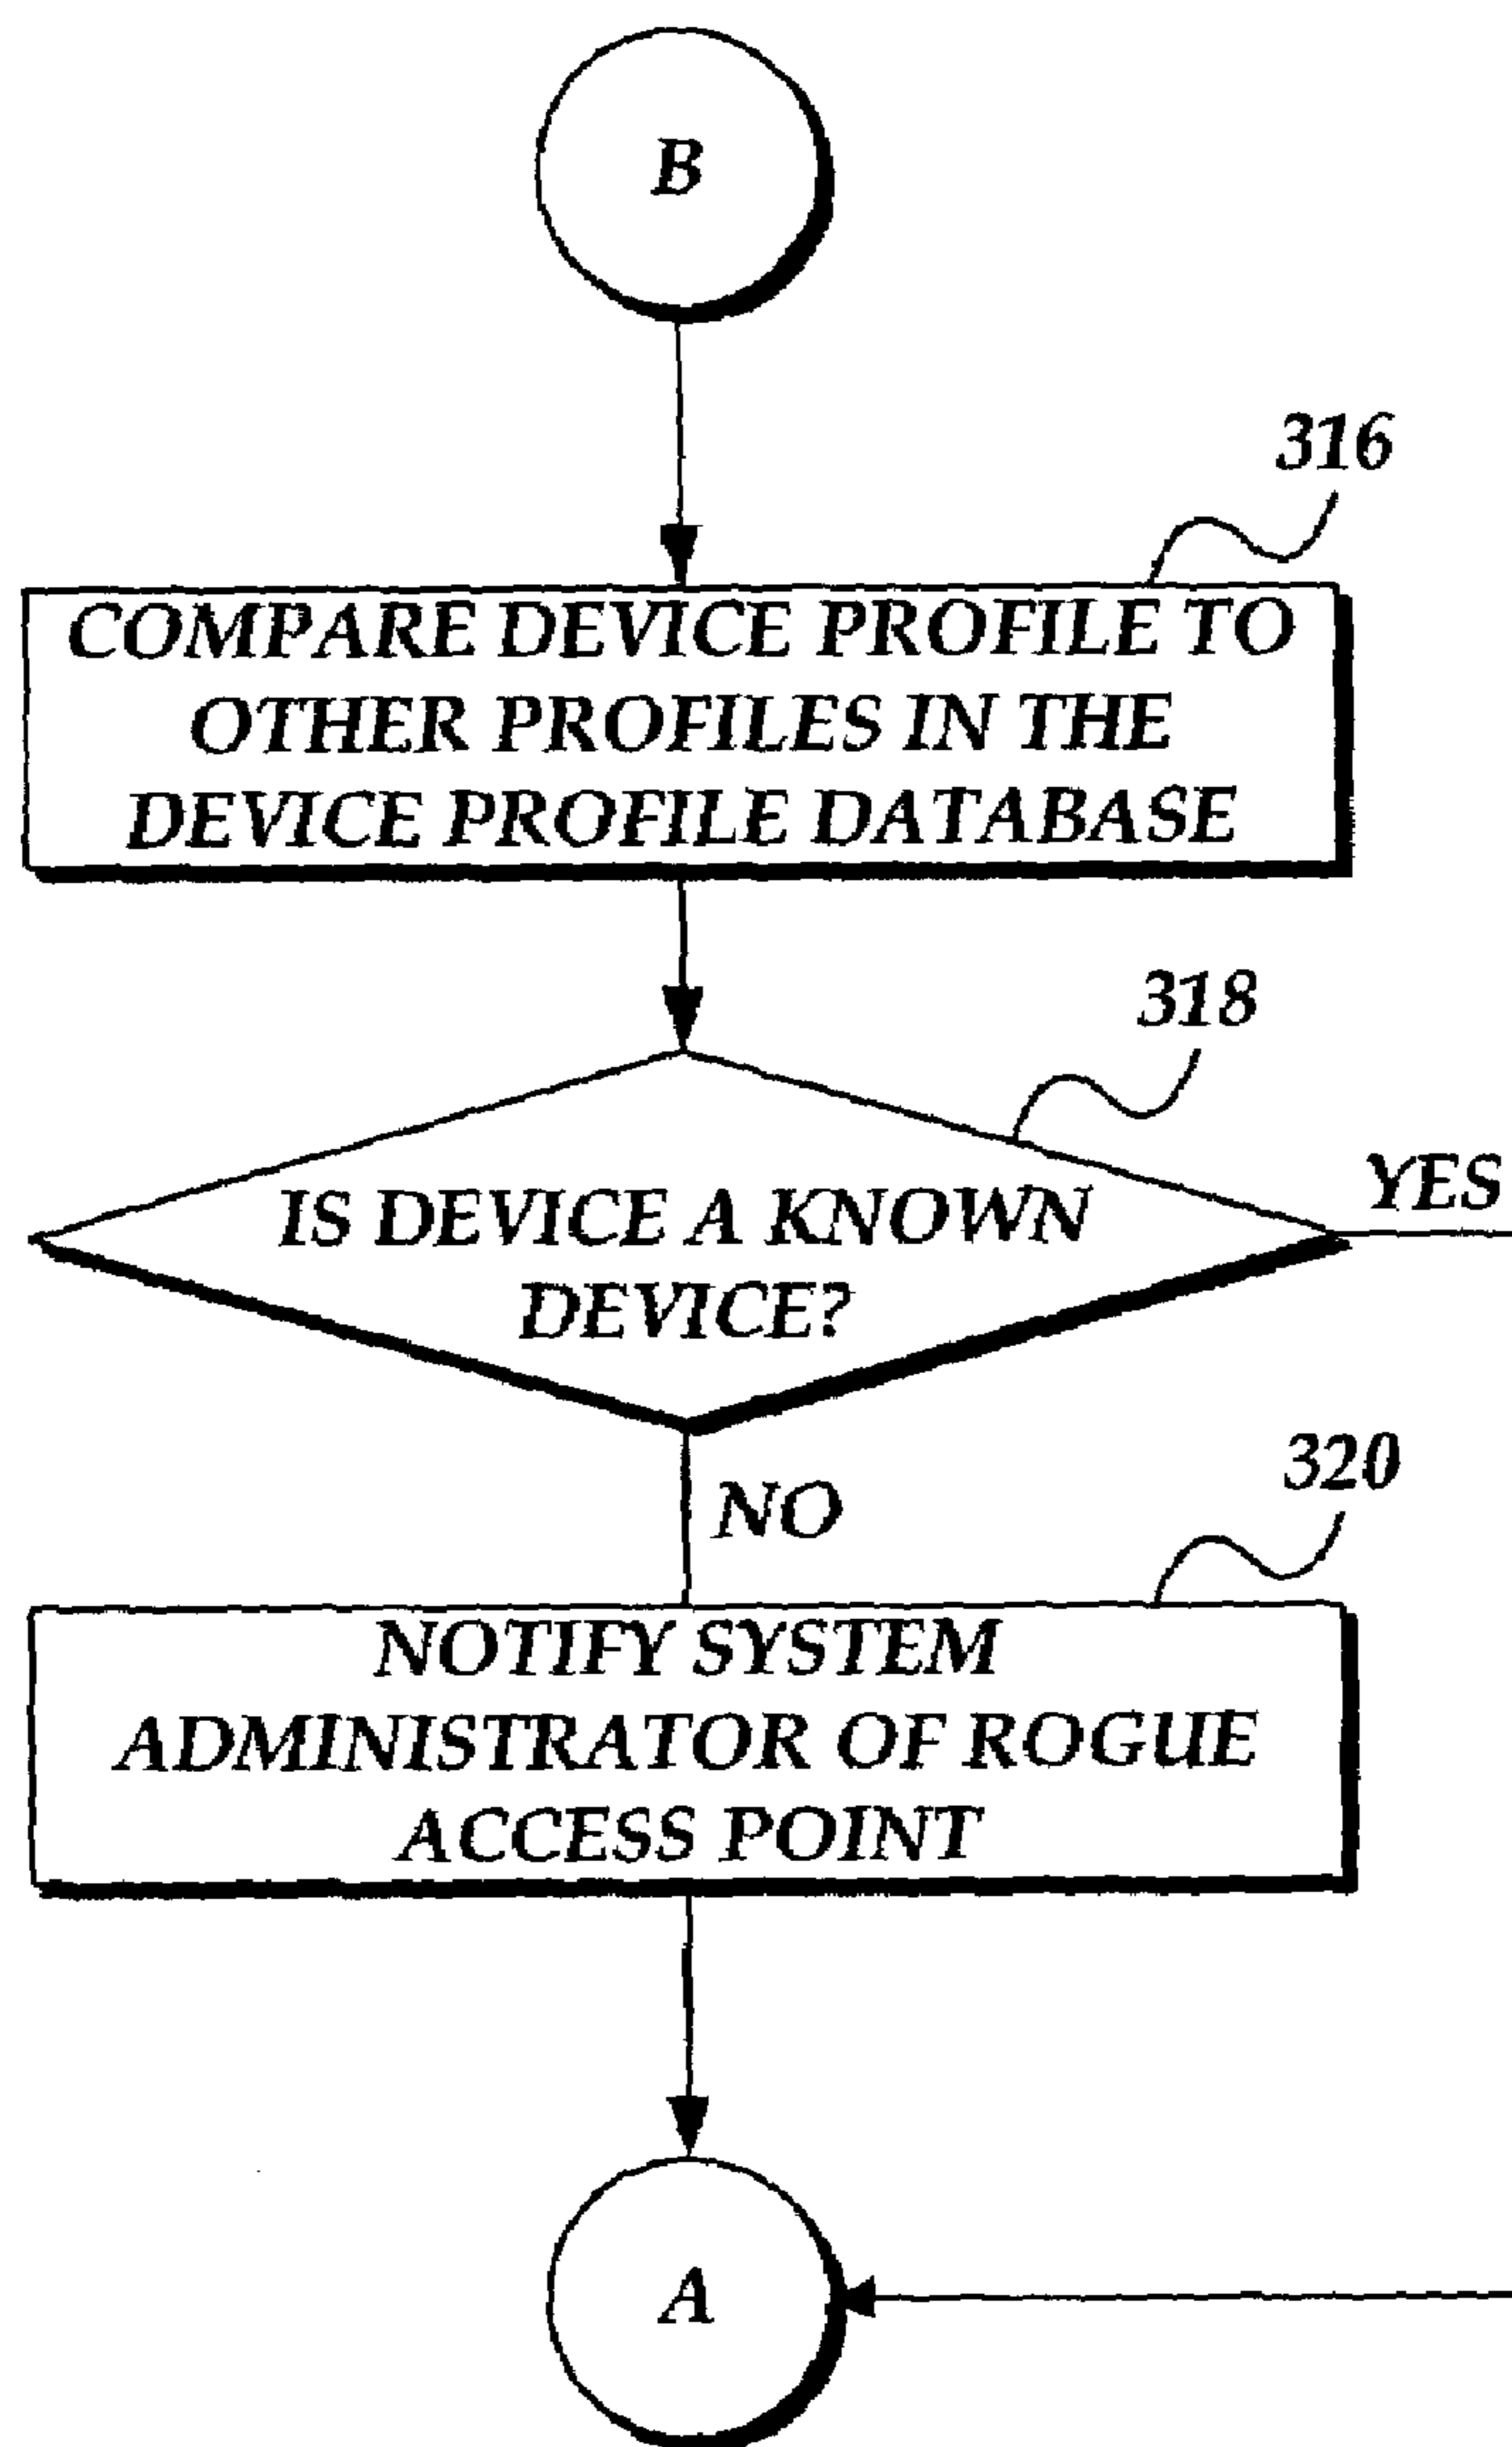 B
316
COMPARE DEVICE PROFILE TO
OTHER PROFILES IN THE
DEVICE PROFILE DATABASE
318
YES
IS DEVICE A KNOWN
DEVICE?
NO
320
NOTIFY SYSTEM
ADMINISTRATOR OF ROGUE
ACCESS POINT
A